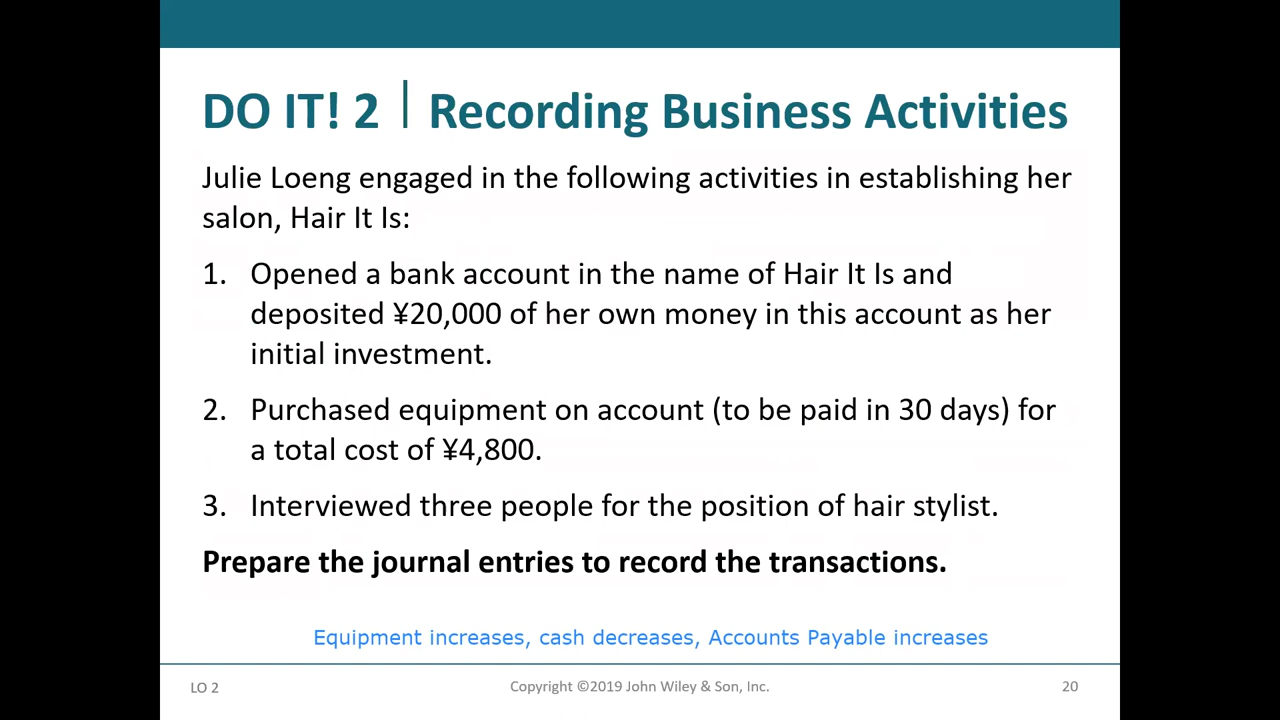 DO IT! 2 | Recording Business Activities
Julie Loeng engaged in the following activities in establishing her
salon, Hair It Is:
1. Opened a bank account in the name of Hair It Is and
deposited ¥20,000 of her own money in this account as her
initial investment.
2. Purchased equipment on account (to be paid in 30 days) for
a total cost of ¥4,800.
3. Interviewed three people for the position of hair stylist.
Prepare the journal entries to record the transactions.
Equipment increases, cash decreases, Accounts Payable increases
LO 2
Copyright ©2019 John Wiley & Son, Inc.
20